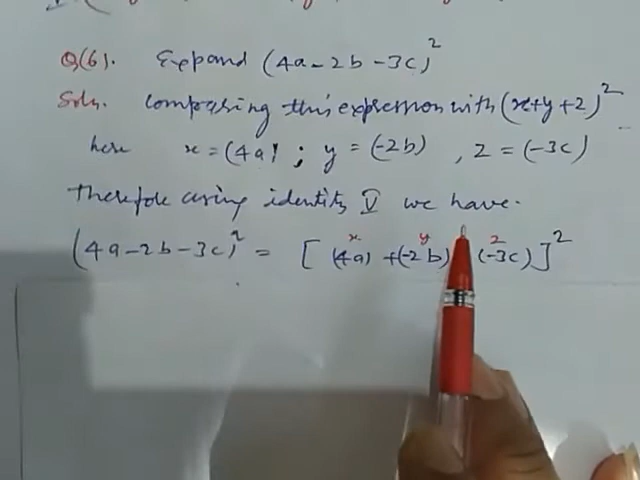 Q(6). Expand (4a-2b-3c)²
Soln. Comparing this expression with (x+y+z)²
here x = (4a) ; y = (-2b) , z = (-3c)
Therefore using identity V we have.
x y z
(4a-2b-3c)² = [ (4a) +(-2b) (-3c) ]²